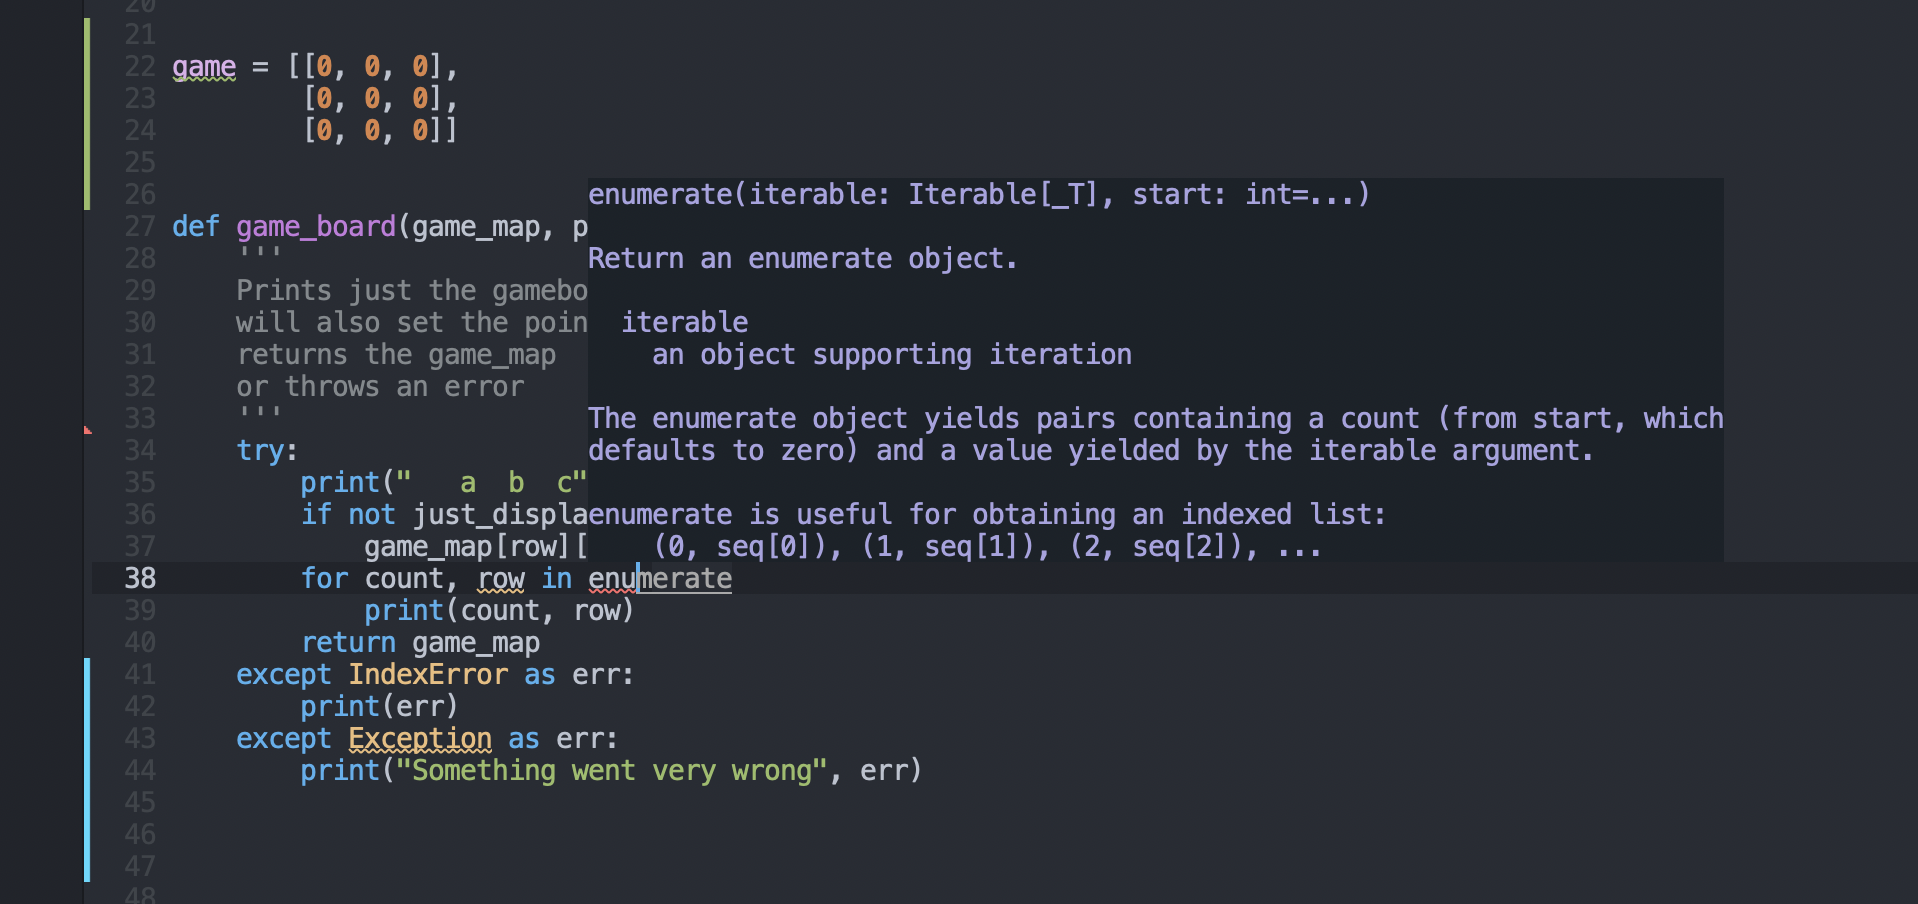 20
21
22 game = [[0, 0, 0],
23         [0, 0, 0],
24         [0, 0, 0]]
25
26
27 def game_board(game_map, p
28     '''
29     Prints just the gamebo
30     will also set the poin
31     returns the game_map
32     or throws an error
33     '''
34     try:
35         print("   a  b  c"
36         if not just_displa
37             game_map[row][
38         for count, row in enumerate
39             print(count, row)
40         return game_map
41     except IndexError as err:
42         print(err)
43     except Exception as err:
44         print("Something went very wrong", err)
45
46
47
48
enumerate(iterable: Iterable[_T], start: int=...)
Return an enumerate object.
  iterable
    an object supporting iteration
The enumerate object yields pairs containing a count (from start, which
defaults to zero) and a value yielded by the iterable argument.
enumerate is useful for obtaining an indexed list:
    (0, seq[0]), (1, seq[1]), (2, seq[2]), ...